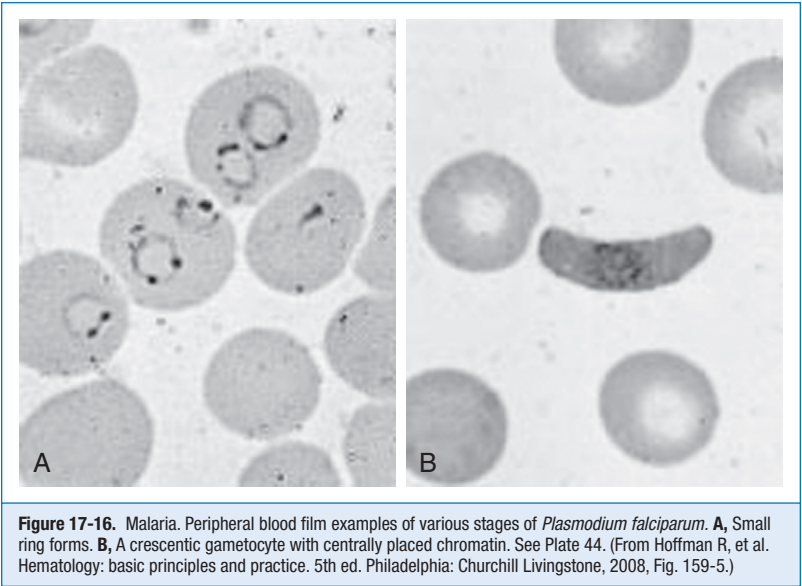 A
B
Figure 17-16. Malaria. Peripheral blood film examples of various stages of Plasmodium falciparum. A, Small
ring forms. B, A crescentic gametocyte with centrally placed chromatin. See Plate 44. (From Hoffman R, et al.
Hematology: basic principles and practice. 5th ed. Philadelphia: Churchill Livingstone, 2008, Fig. 159-5.)